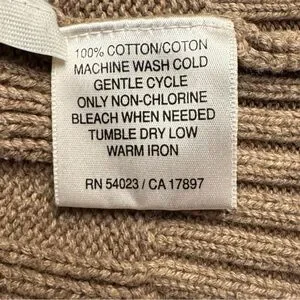 100% COTTON/COTON
MACHINE WASH COLD
GENTLE CYCLE
ONLY NON-CHLORINE
BLEACH WHEN NEEDED
TUMBLE DRY LOW
WARM IRON
RN 54023 / CA 17897